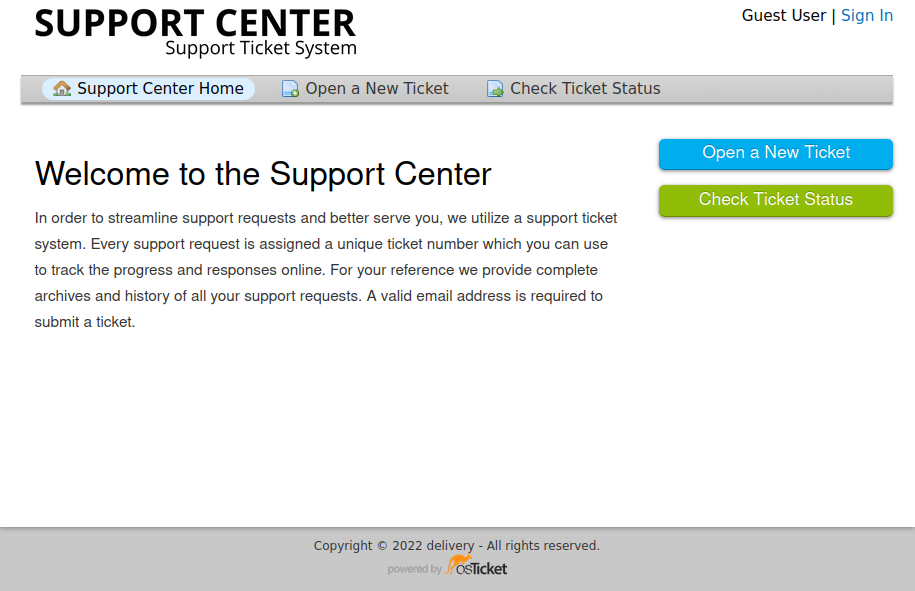 SUPPORT CENTER
Support Ticket System
Guest User | Sign In
Support Center Home
Open a New Ticket
Check Ticket Status
Welcome to the Support Center
In order to streamline support requests and better serve you, we utilize a support ticket
system. Every support request is assigned a unique ticket number which you can use
to track the progress and responses online. For your reference we provide complete
archives and history of all your support requests. A valid email address is required to
submit a ticket.
Open a New Ticket
Check Ticket Status
Copyright © 2022 delivery - All rights reserved.
powered by osTicket